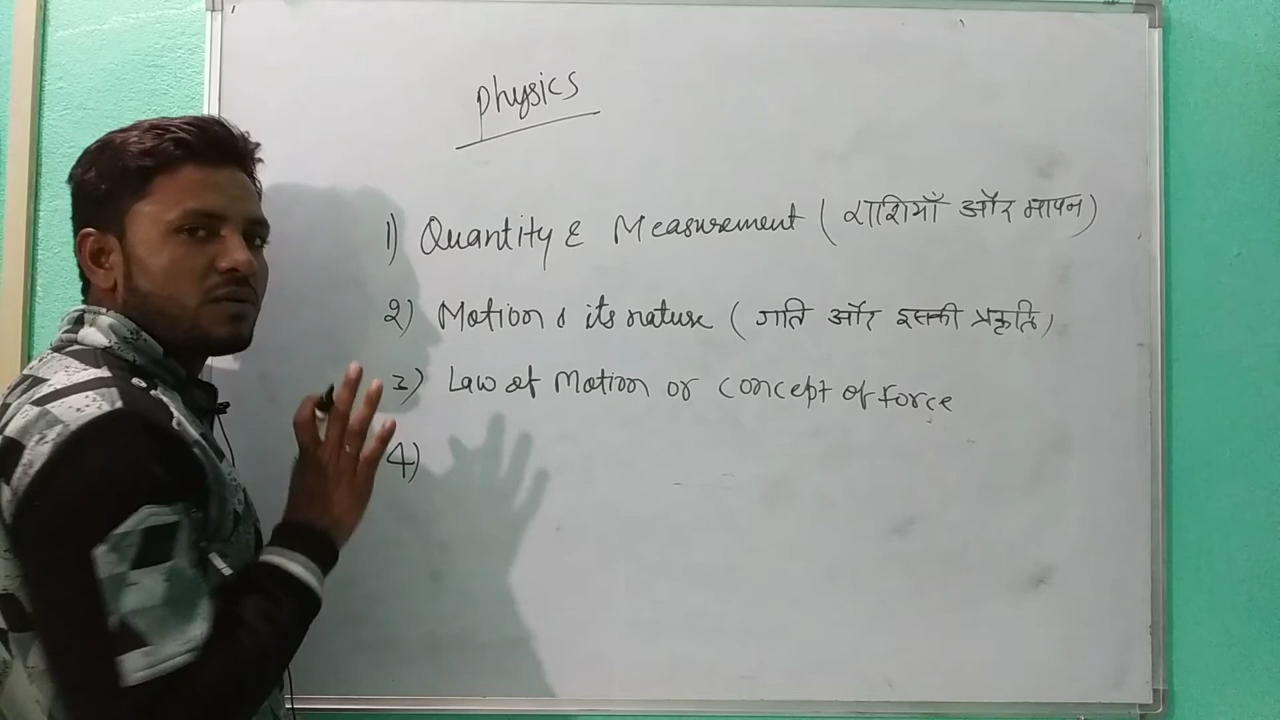 Physics
1) Quantity & Measurement ( राशियाँ और मापन )
2) Motion & its nature ( गति और इसकी प्रकृति )
3) Law of Motion or concept of force
4)